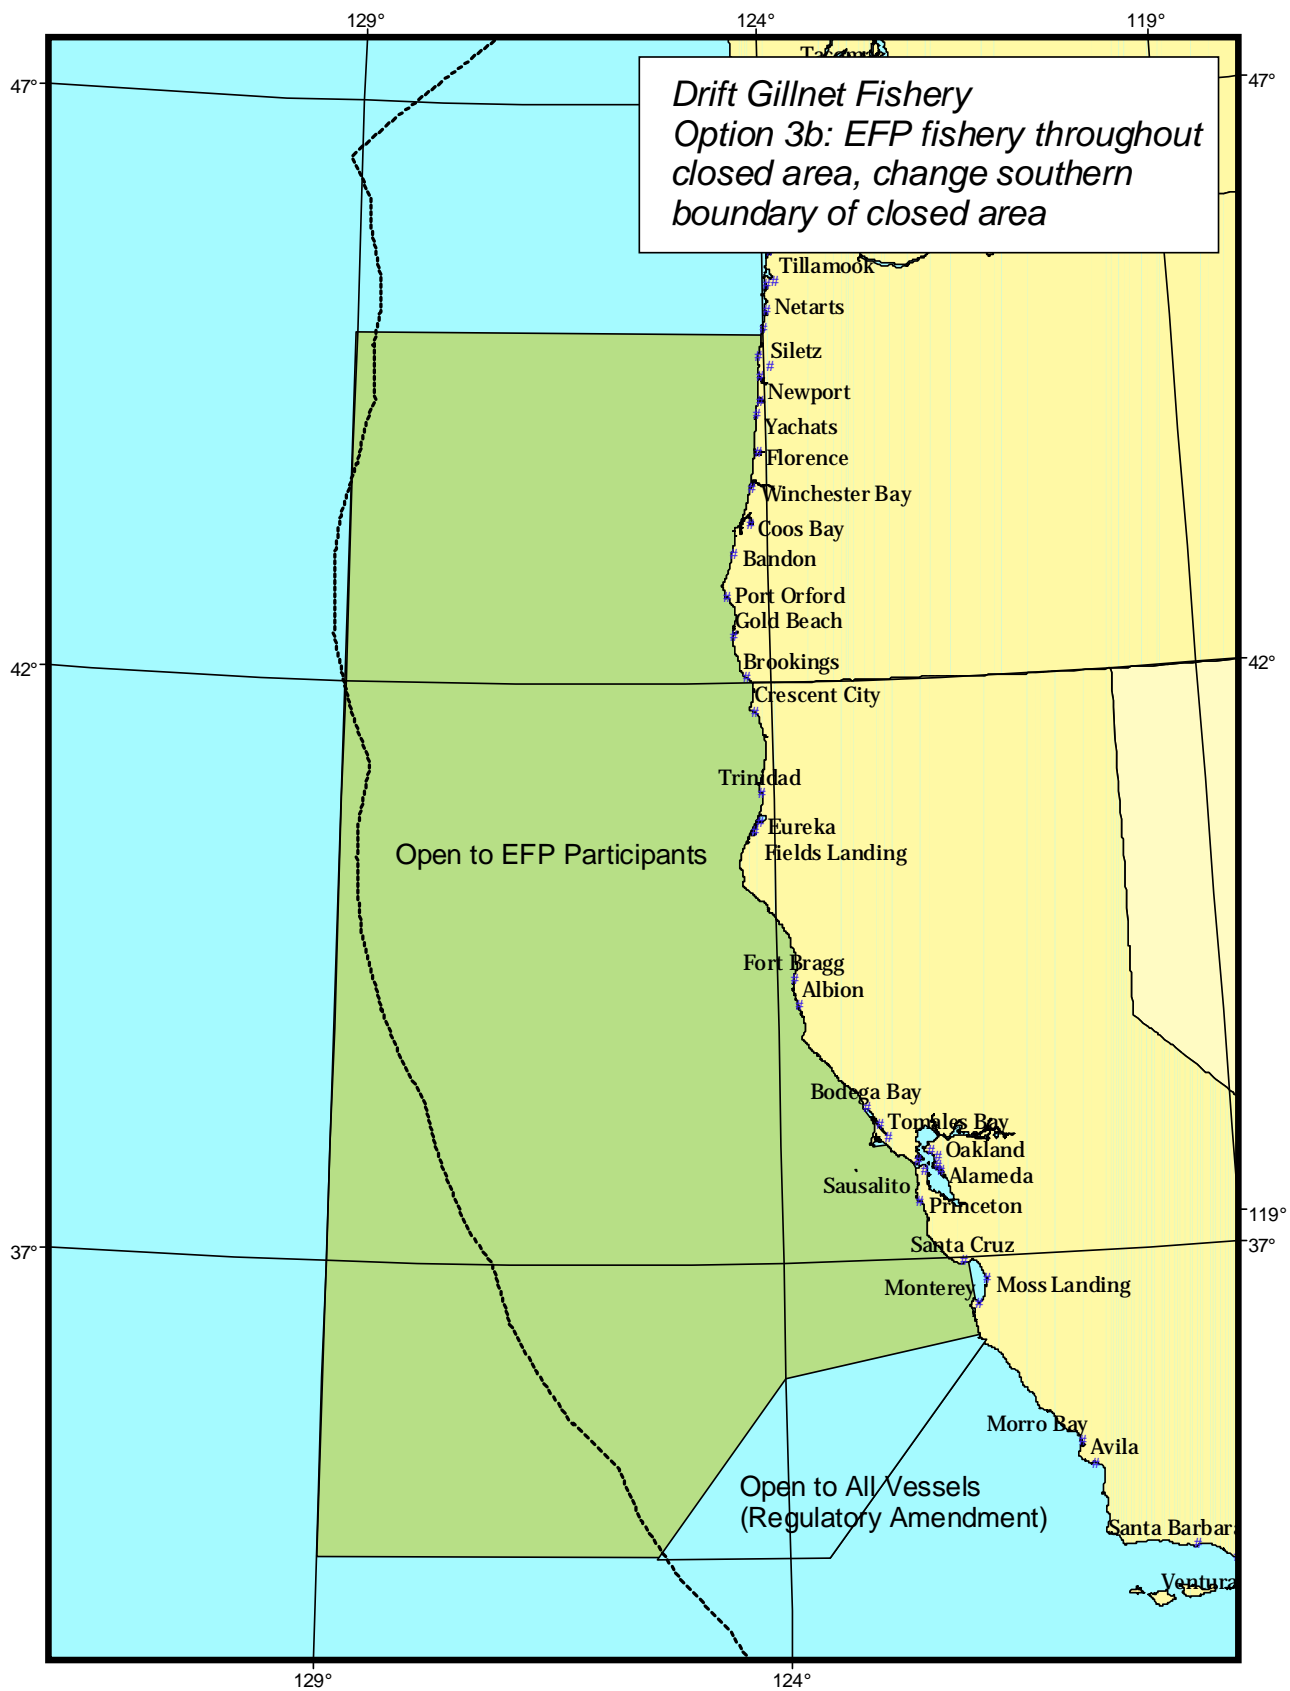 129° 124° 119°
47° 47°
Drift Gillnet Fishery
Option 3b: EFP fishery throughout
closed area, change southern
boundary of closed area
Tillamook
Netarts
Siletz
Newport
Yachats
Florence
Winchester Bay
Coos Bay
Bandon
Port Orford
Gold Beach
Brookings
42° 42°
Crescent City
Trinidad
Eureka
Open to EFP Participants
Fields Landing
Fort Bragg
Albion
Bodega Bay
Tomales Bay
Oakland
Alameda
Sausalito
Princeton
119°
Santa Cruz
37° 37°
Monterey
Moss Landing
Morro Bay
Avila
Open to All Vessels
(Regulatory Amendment)
Santa Barbara
Ventura
129° 124°